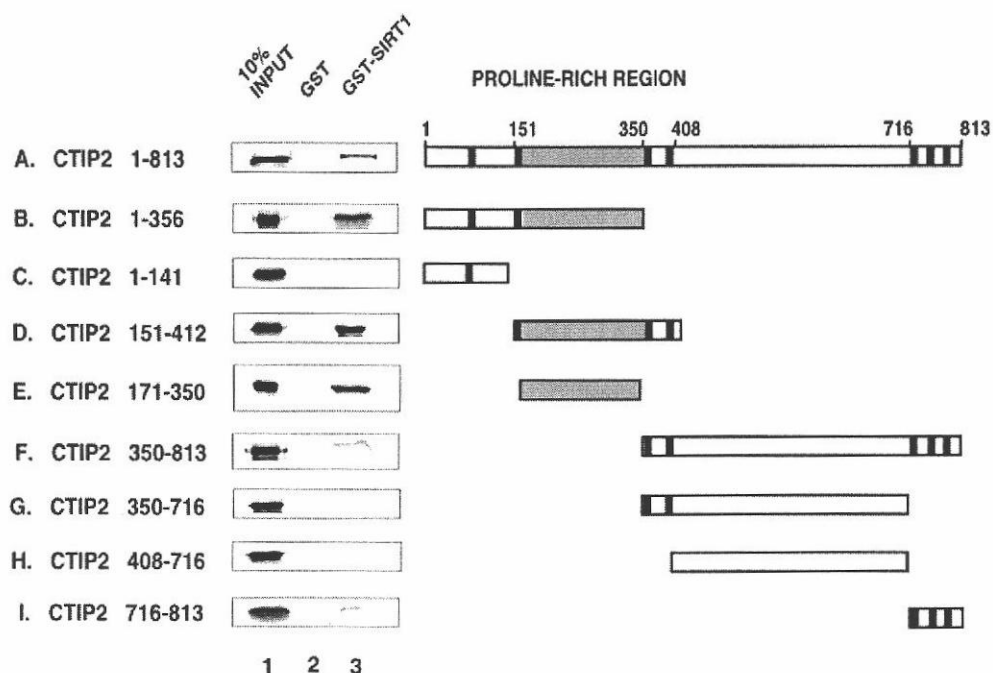 10% INPUT GST GST-SIRT1
PROLINE-RICH REGION
1 151 350 408 716 813
A. CTIP2 1-813
B. CTIP2 1-356
C. CTIP2 1-141
D. CTIP2 151-412
E. CTIP2 171-350
F. CTIP2 350-813
G. CTIP2 350-716
H. CTIP2 408-716
I. CTIP2 716-813
1 2 3